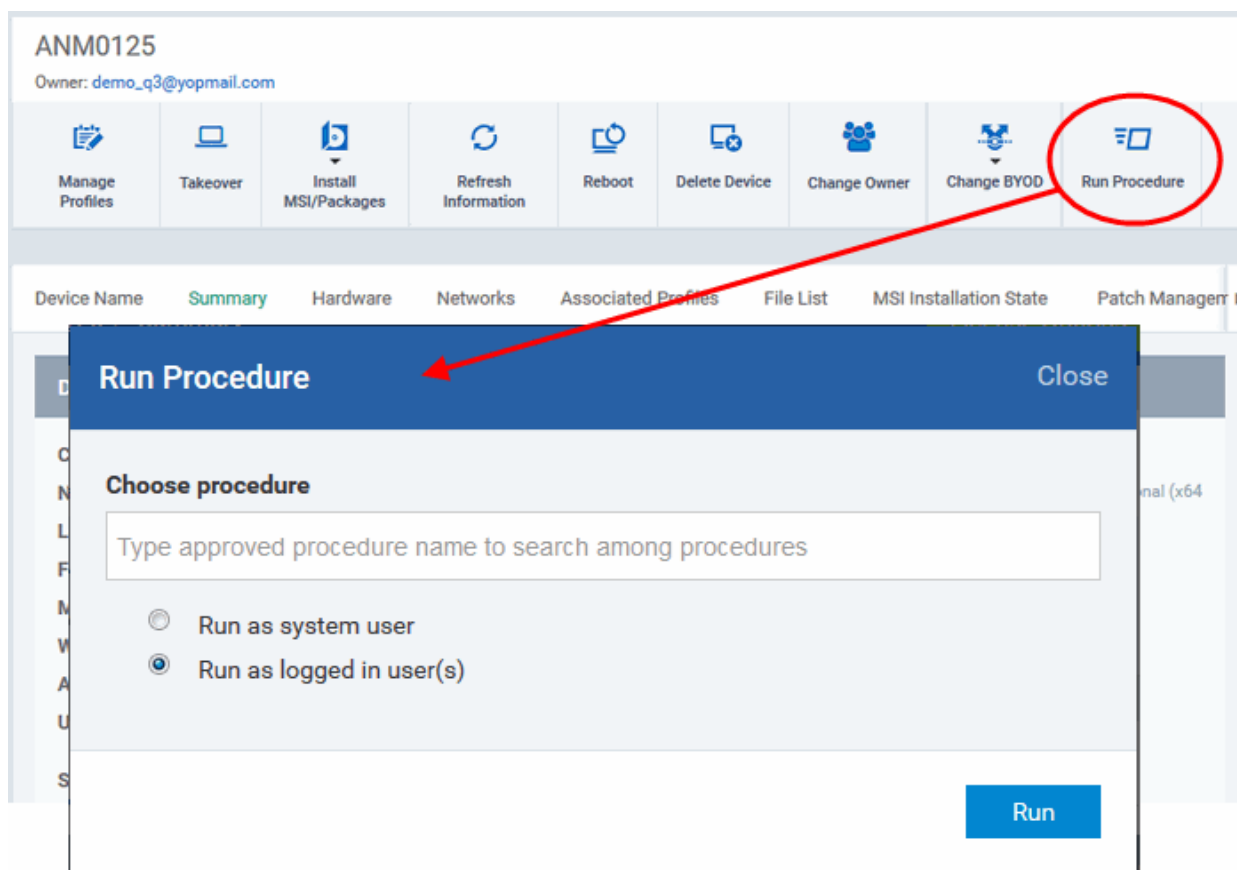 ANM0125
Owner: demo_q3@yopmail.com
Manage Profiles
Takeover
Install MSI/Packages
Refresh Information
Reboot
Delete Device
Change Owner
Change BYOD
Run Procedure
Device Name Summary Hardware Networks Associated Profiles File List MSI Installation State Patch Managem
Run Procedure Close
Choose procedure
Type approved procedure name to search among procedures
(x64
Run as system user
Run as logged in user(s)
Run